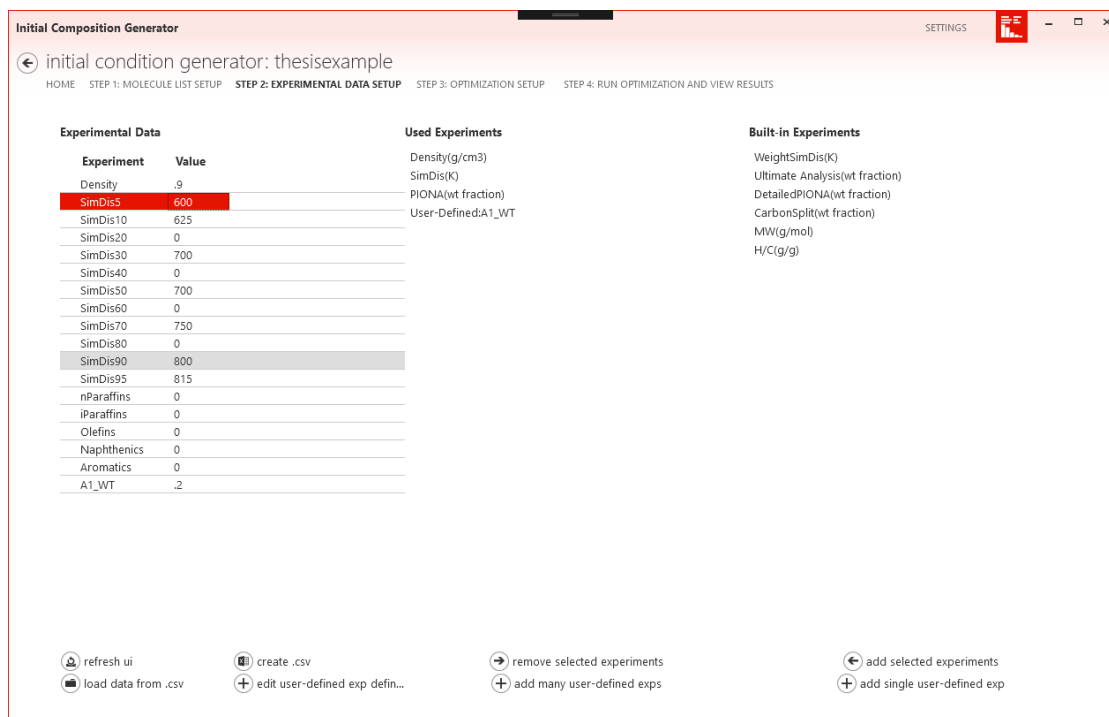 Initial Composition Generator
SETTINGS
initial condition generator: thesisexample
HOME STEP 1: MOLECULE LIST SETUP STEP 2: EXPERIMENTAL DATA SETUP STEP 3: OPTIMIZATION SETUP STEP 4: RUN OPTIMIZATION AND VIEW RESULTS
Experimental Data
Experiment Value
Density .9
SimDis5 600
SimDis10 625
SimDis20 0
SimDis30 700
SimDis40 0
SimDis50 700
SimDis60 0
SimDis70 750
SimDis80 0
SimDis90 800
SimDis95 815
nParaffins 0
iParaffins 0
Olefins 0
Naphthenics 0
Aromatics 0
A1_WT .2
Used Experiments
Density(g/cm3)
SimDis(K)
PIONA(wt fraction)
User-Defined:A1_WT
Built-in Experiments
WeightSimDis(K)
Ultimate Analysis(wt fraction)
DetailedPIONA(wt fraction)
CarbonSplit(wt fraction)
MW(g/mol)
H/C(g/g)
refresh ui
create .csv
remove selected experiments
add selected experiments
load data from .csv
edit user-defined exp defin...
add many user-defined exps
add single user-defined exp